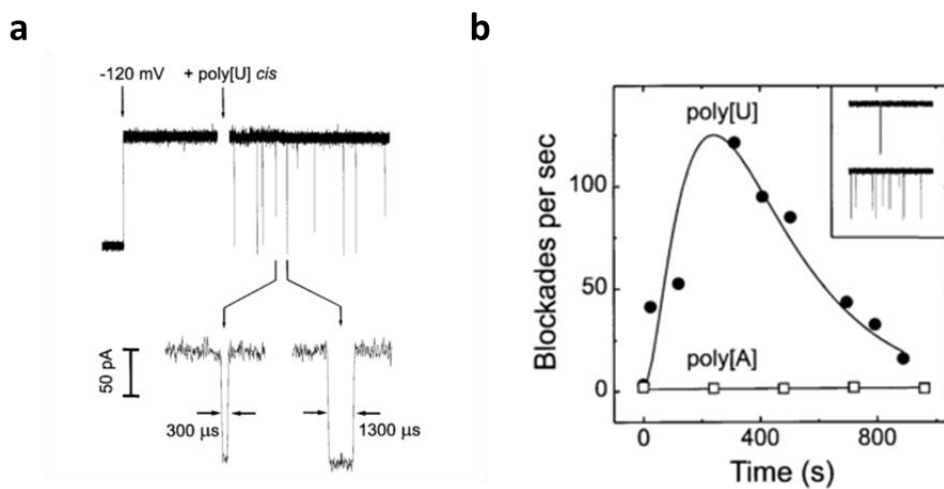 a
-120 mV + poly[U] cis
50 pA
300 µs
1300 µs
b
poly[U]
poly[A]
Blockades per sec
100
50
0
0 400 800
Time (s)